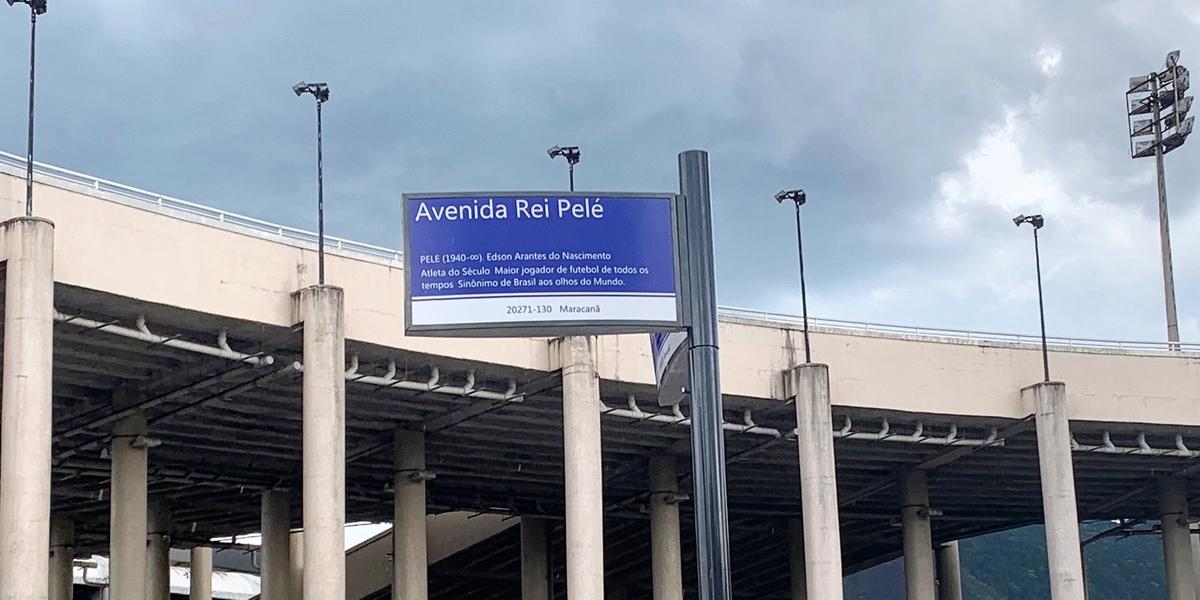 Avenida Rei Pelé
PELE (1940-∞) Edson Arantes do Nascimento
Atleta do Século Maior jogador de futebol de todos os
tempos Sinônimo de Brasil aos olhos do Mundo.
20271-130 Maracanã